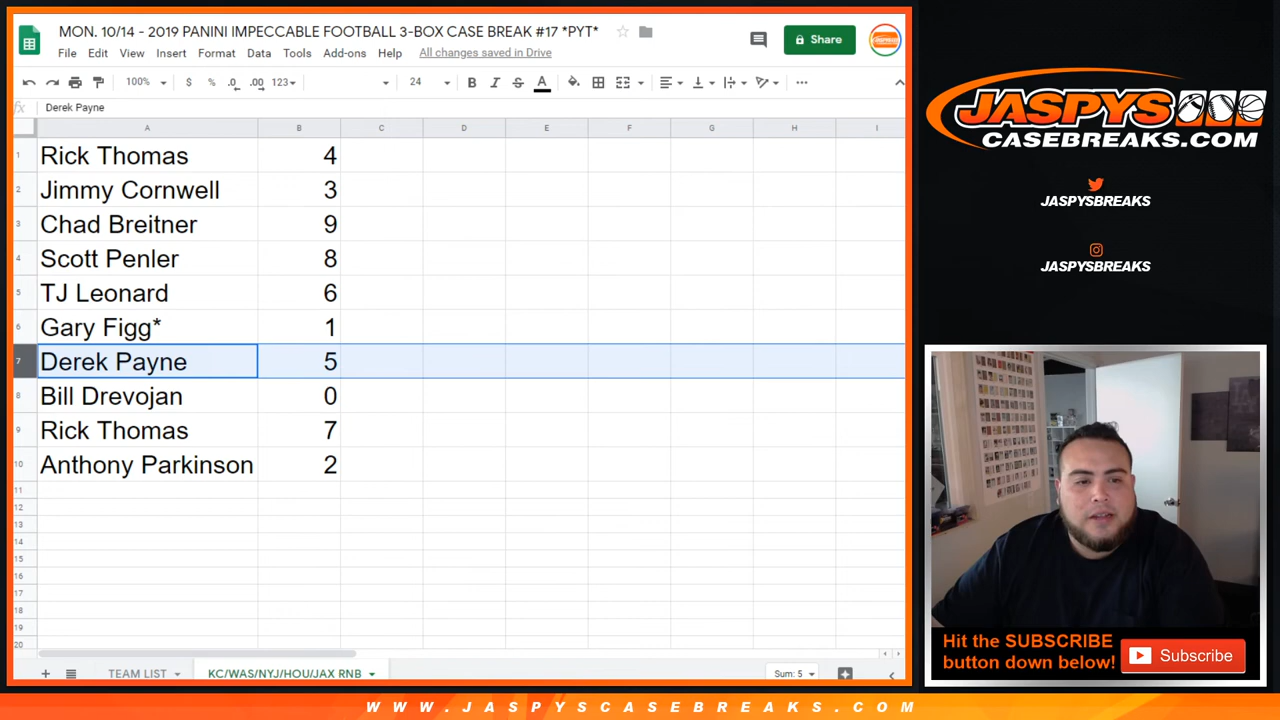 MON. 10/14 - 2019 PANINI IMPECCABLE FOOTBALL 3-BOX CASE BREAK #17 *PYT*
File Edit View Insert Format Data Tools Add-ons Help All changes saved in Drive
Share
100% $ % .0 .00 123 24 B I S A
fx Derek Payne
A B C D E F G H I
1 Rick Thomas 4
2 Jimmy Cornwell 3
3 Chad Breitner 9
4 Scott Penler 8
5 TJ Leonard 6
6 Gary Figg* 1
7 Derek Payne 5
8 Bill Drevojan 0
9 Rick Thomas 7
10 Anthony Parkinson 2
11
12
13
14
15
16
17
18
19
20
TEAM LIST KC/WAS/NYJ/HOU/JAX RNB Sum: 5
JASPYS
CASEBREAKS.COM
JASPYSBREAKS
JASPYSBREAKS
Hit the SUBSCRIBE
button down below!
Subscribe
WWW.JASPYSCASEBREAKS.COM